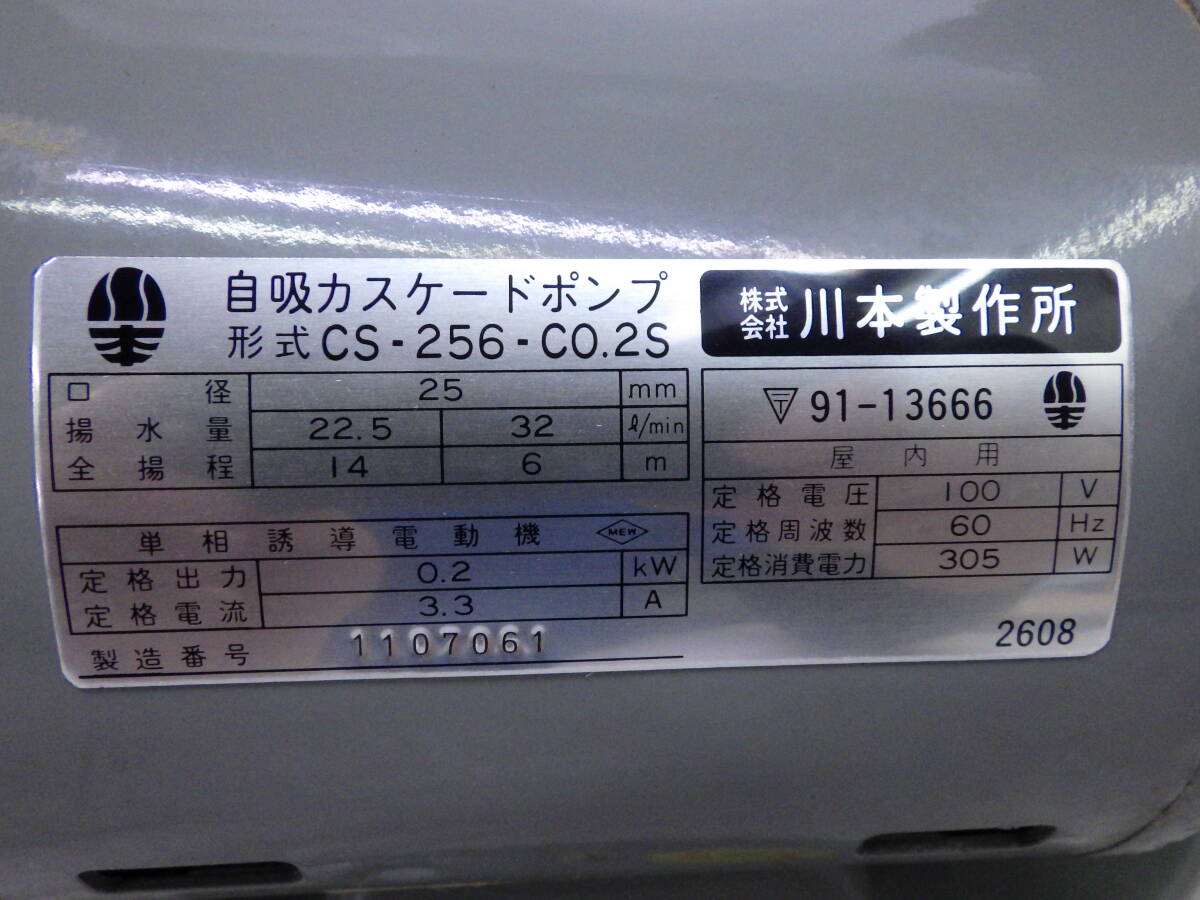 自吸カスケードポンプ
形式 CS-256-C0.2S
口径 25 mm
揚水量 22.5 32 ℓ/min
全揚程 14 6 m
単相誘導電動機 MEW
定格出力 0.2 kW
定格電流 3.3 A
製造番号 1107061
株式会社 川本製作所
〒 91-13666
屋内用
定格電圧 100 V
定格周波数 60 Hz
定格消費電力 305 W
2608